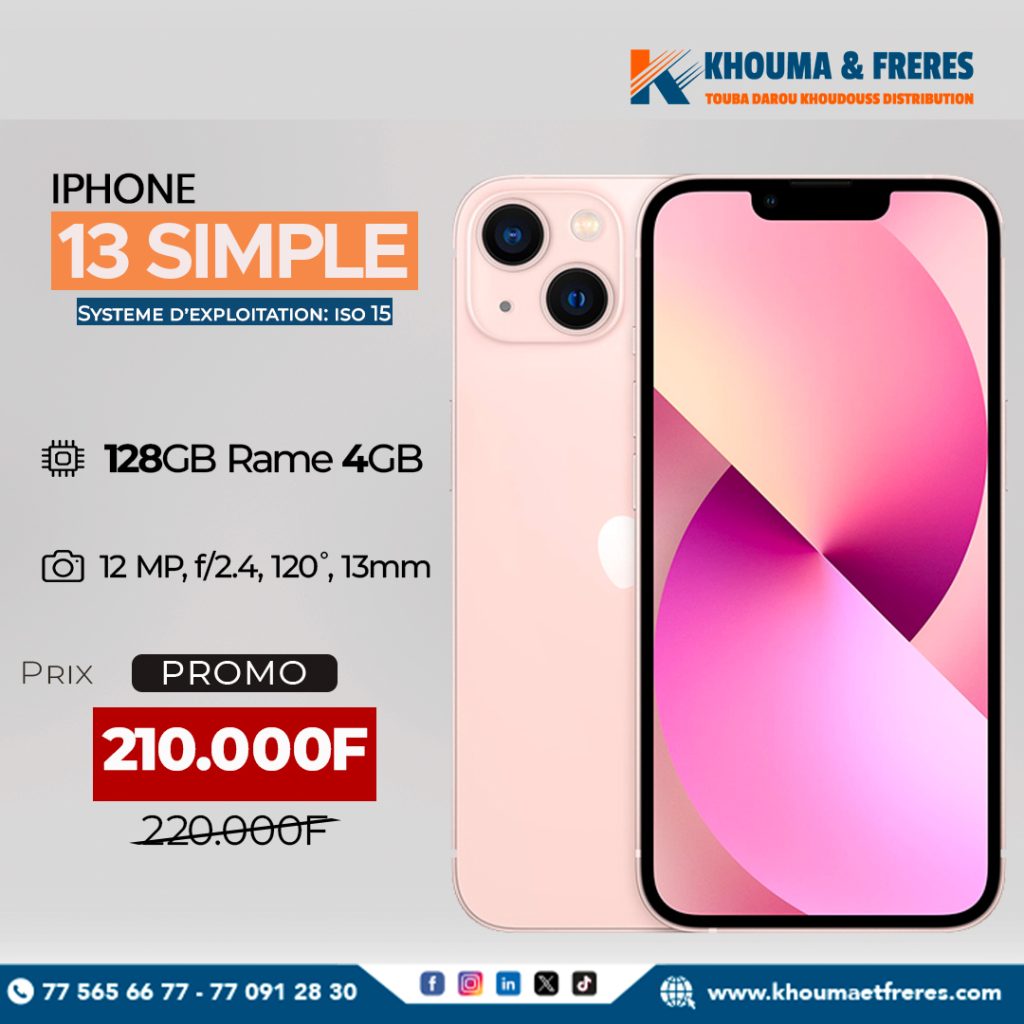 KHOUMA & FRERES
TOUBA DAROU KHOUDOUSS DISTRIBUTION
IPHONE
13 SIMPLE
SYSTEME D'EXPLOITATION: ISO 15
128GB Rame 4GB
12 MP, f/2.4, 120°, 13mm
PRIX PROMO
210.000F
220.000F
77 565 66 77 - 77 091 28 30
www.khoumaetfreres.com